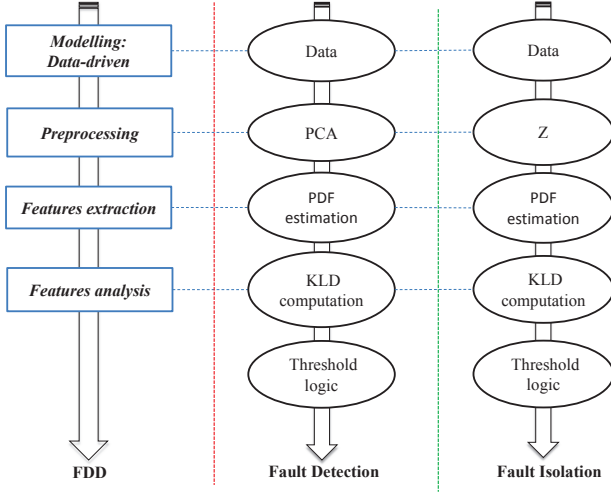 Modelling:
Data-driven
Data
Data
Preprocessing
PCA
Z
Features extraction
PDF
estimation
PDF
estimation
Features analysis
KLD
computation
KLD
computation
Threshold
logic
Threshold
logic
FDD
Fault Detection
Fault Isolation